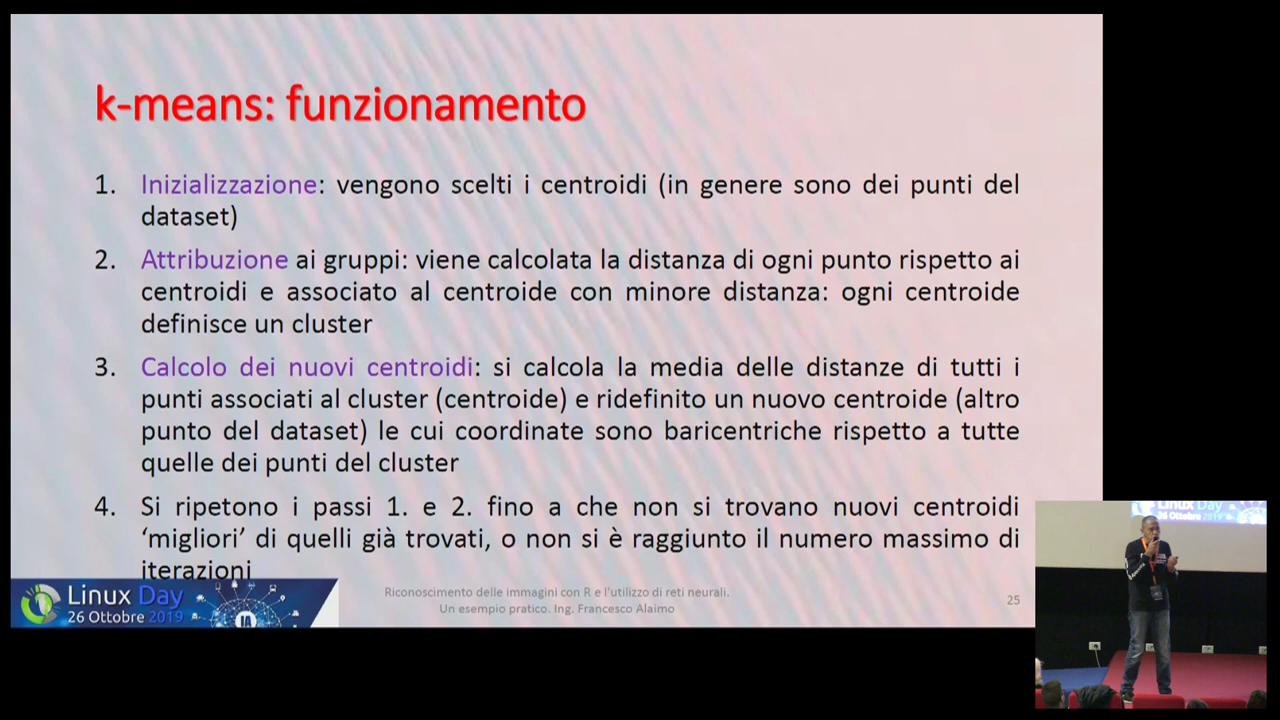 k-means: funzionamento
1. Inizializzazione: vengono scelti i centroidi (in genere sono dei punti del
dataset)
2. Attribuzione ai gruppi: viene calcolata la distanza di ogni punto rispetto ai
centroidi e associato al centroide con minore distanza: ogni centroide
definisce un cluster
3. Calcolo dei nuovi centroidi: si calcola la media delle distanze di tutti i
punti associati al cluster (centroide) e ridefinito un nuovo centroide (altro
punto del dataset) le cui coordinate sono baricentriche rispetto a tutte
quelle dei punti del cluster
4. Si ripetono i passi 1. e 2. fino a che non si trovano nuovi centroidi
‘migliori’ di quelli già trovati, o non si è raggiunto il numero massimo di
iterazioni
Linux Day
26 Ottobre 2019
IA
Riconoscimento delle immagini con R e l'utilizzo di reti neurali.
Un esempio pratico. Ing. Francesco Alaimo
25
Linux Day
26 Ottobre 2019